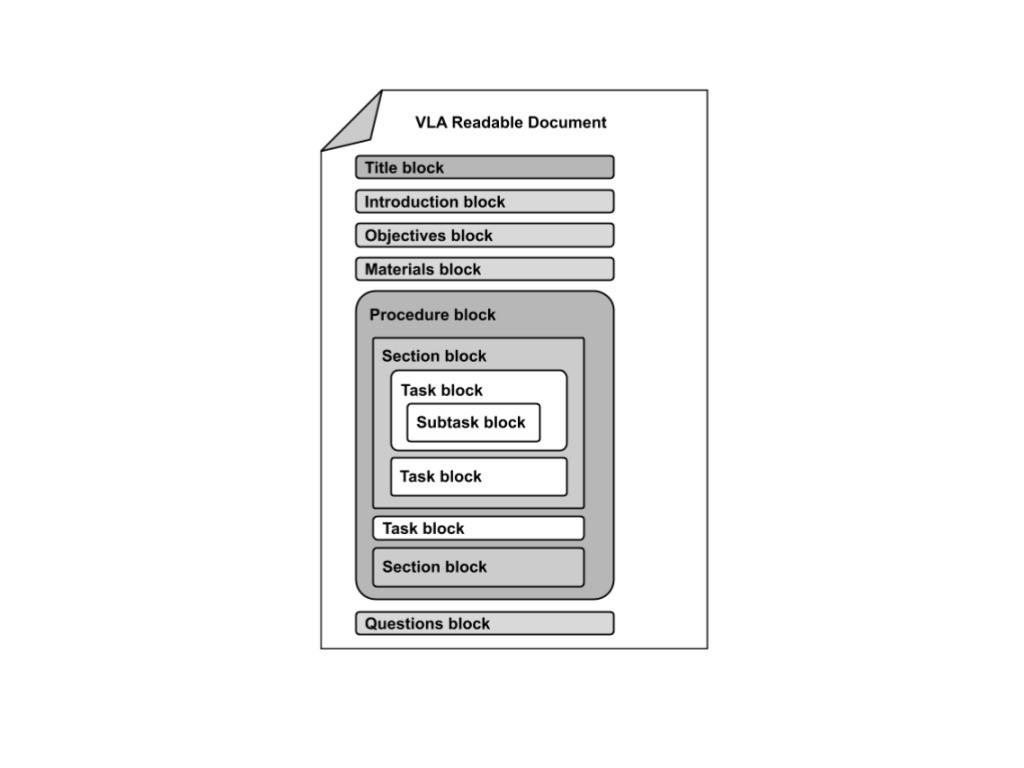 VLA Readable Document
Title block
Introduction block
Objectives block
Materials block
Procedure block
Section block
Task block
Subtask block
Task block
Task block
Section block
Questions block